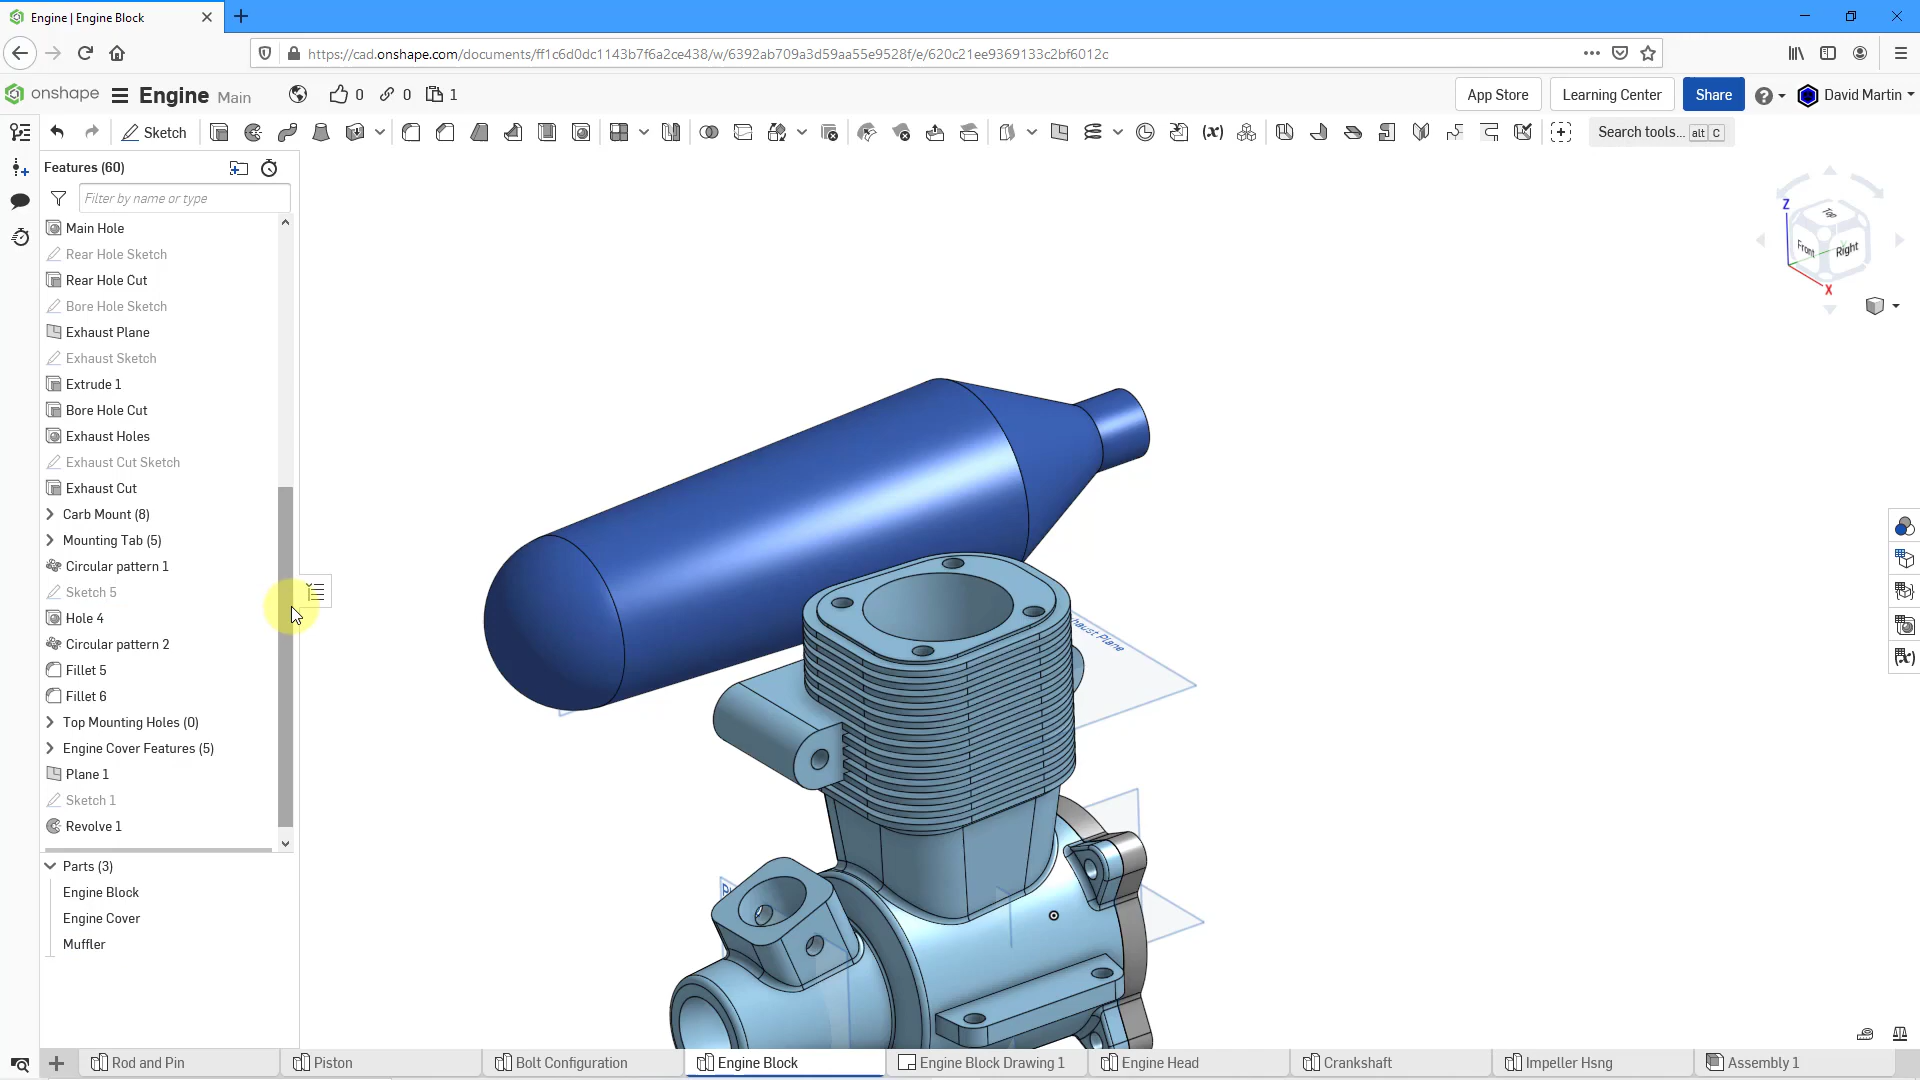 Engine | Engine Block
https://cad.onshape.com/documents/ff1c6d0dc1143b7f6a2ce438/w/6392ab709a3d59aa55e9528f/e/620c21ee9369133c2bf6012c
onshape Engine Main 0 0 1 App Store Learning Center Share David Martin
Sketch Search tools... alt C
Features (60)
Filter by name or type
Main Hole
Rear Hole Sketch
Rear Hole Cut
Bore Hole Sketch
Exhaust Plane
Exhaust Sketch
Extrude 1
Bore Hole Cut
Exhaust Holes
Exhaust Cut Sketch
Exhaust Cut
Carb Mount (8)
Mounting Tab (5)
Circular pattern 1
Sketch 5
Hole 4
Circular pattern 2
Fillet 5
Fillet 6
Top Mounting Holes (0)
Engine Cover Features (5)
Plane 1
Sketch 1
Revolve 1
Parts (3)
Engine Block
Engine Cover
Muffler
Z
Top
Front
Right
X
Plane
Rod and Pin Piston Bolt Configuration Engine Block Engine Block Drawing 1 Engine Head Crankshaft Impeller Hsng Assembly 1